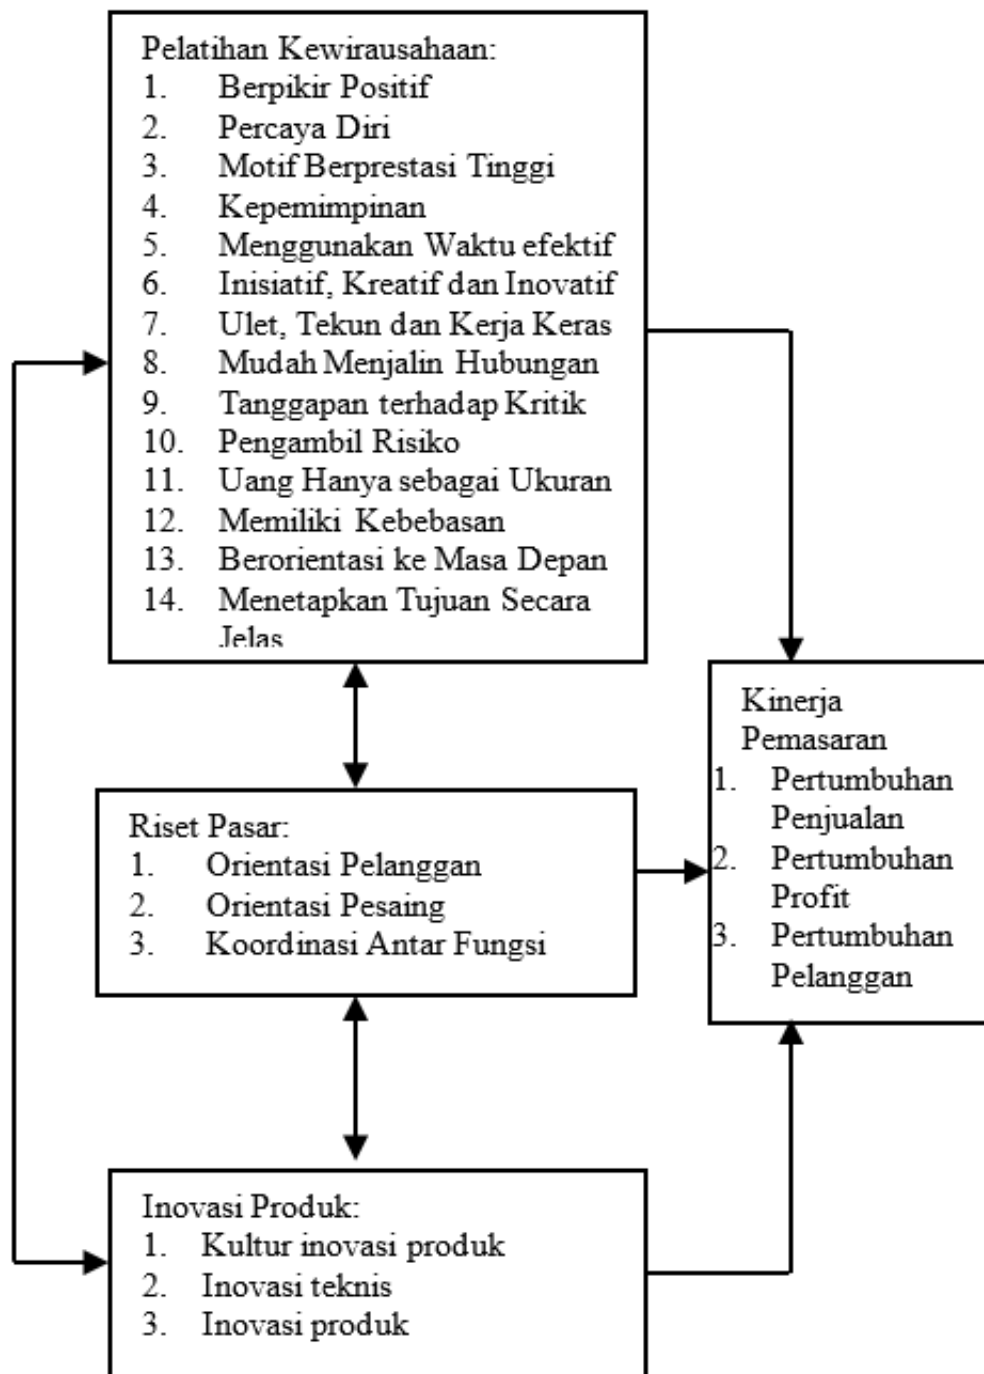 Pelatihan Kewirausahaan:
1. Berpikir Positif
2. Percaya Diri
3. Motif Berprestasi Tinggi
4. Kepemimpinan
5. Menggunakan Waktu efektif
6. Inisiatif, Kreatif dan Inovatif
7. Ulet, Tekun dan Kerja Keras
8. Mudah Menjalin Hubungan
9. Tanggapan terhadap Kritik
10. Pengambil Risiko
11. Uang Hanya sebagai Ukuran
12. Memiliki Kebebasan
13. Berorientasi ke Masa Depan
14. Menetapkan Tujuan Secara
Jelas
Riset Pasar:
1. Orientasi Pelanggan
2. Orientasi Pesaing
3. Koordinasi Antar Fungsi
Inovasi Produk:
1. Kultur inovasi produk
2. Inovasi teknis
3. Inovasi produk
Kinerja
Pemasaran
1. Pertumbuhan
Penjualan
2. Pertumbuhan
Profit
3. Pertumbuhan
Pelanggan